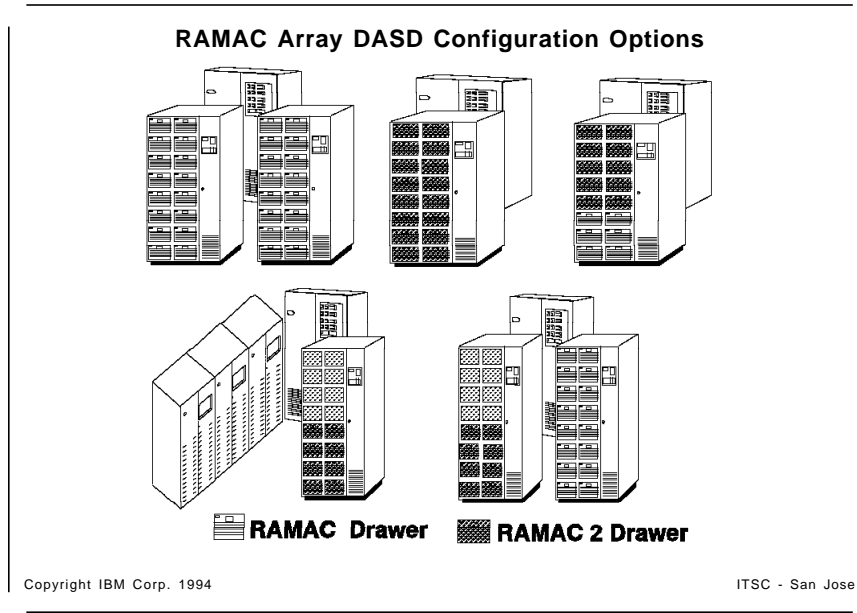 RAMAC Array DASD Configuration Options
RAMAC Drawer
RAMAC 2 Drawer
Copyright IBM Corp. 1994
ITSC - San Jose